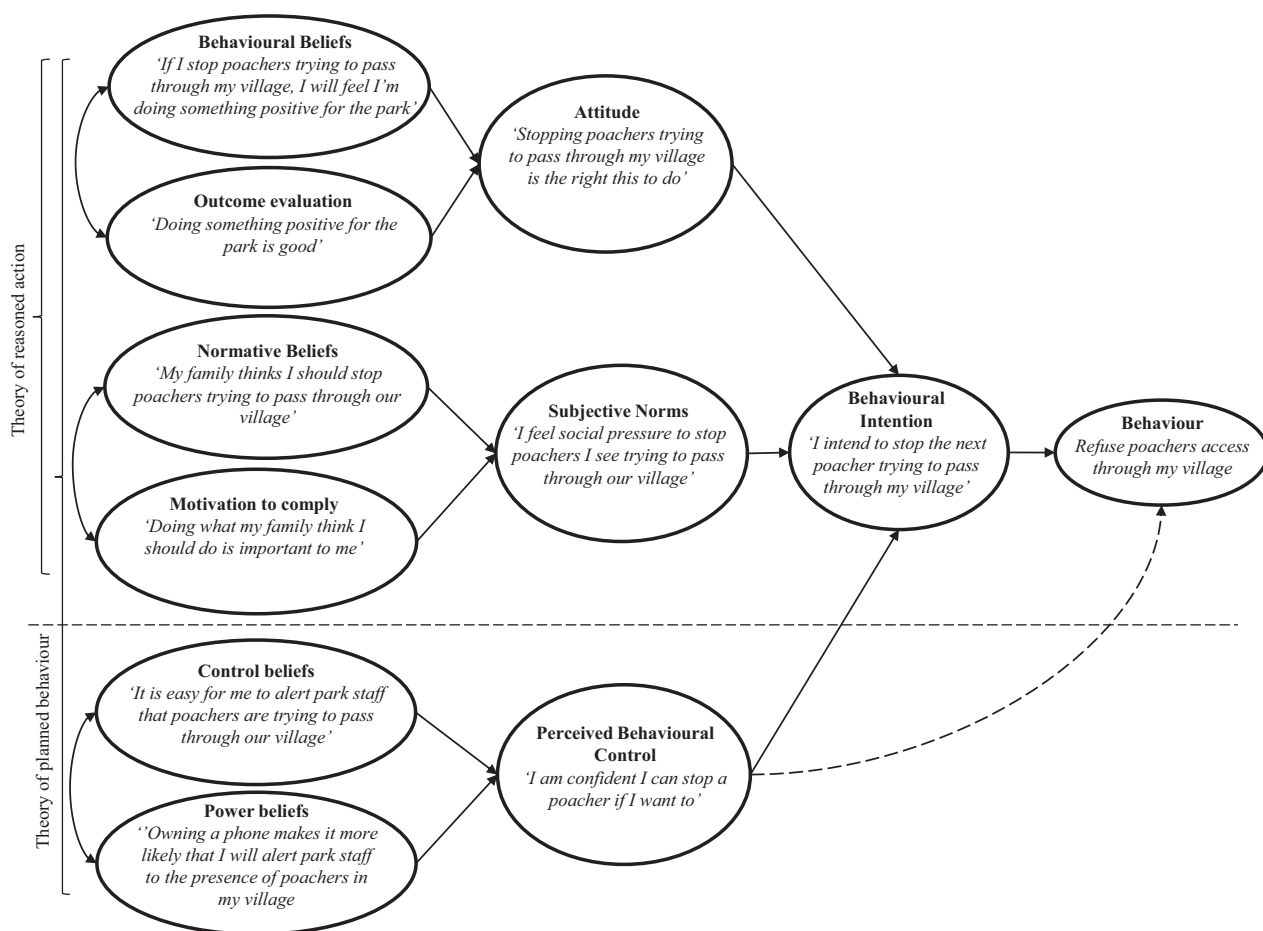 Behavioural Beliefs
‘If I stop poachers trying to pass
through my village, I will feel I’m
doing something positive for the park’
Outcome evaluation
‘Doing something positive for the
park is good’
Attitude
‘Stopping poachers trying
to pass through my village
is the right this to do’
Theory of reasoned action
Normative Beliefs
‘My family thinks I should stop
poachers trying to pass through our
village’
Motivation to comply
‘Doing what my family think I
should do is important to me’
Subjective Norms
‘I feel social pressure to stop
poachers I see trying to pass
through our village’
Behavioural
Intention
‘I intend to stop the next
poacher trying to pass
through my village’
Behaviour
Refuse poachers access
through my village
Theory of planned behaviour
Control beliefs
‘It is easy for me to alert park staff
that poachers are trying to pass
through our village’
Power beliefs
‘’Owning a phone makes it more
likely that I will alert park staff
to the presence of poachers in
my village
Perceived Behavioural
Control
‘I am confident I can stop a
poacher if I want to’